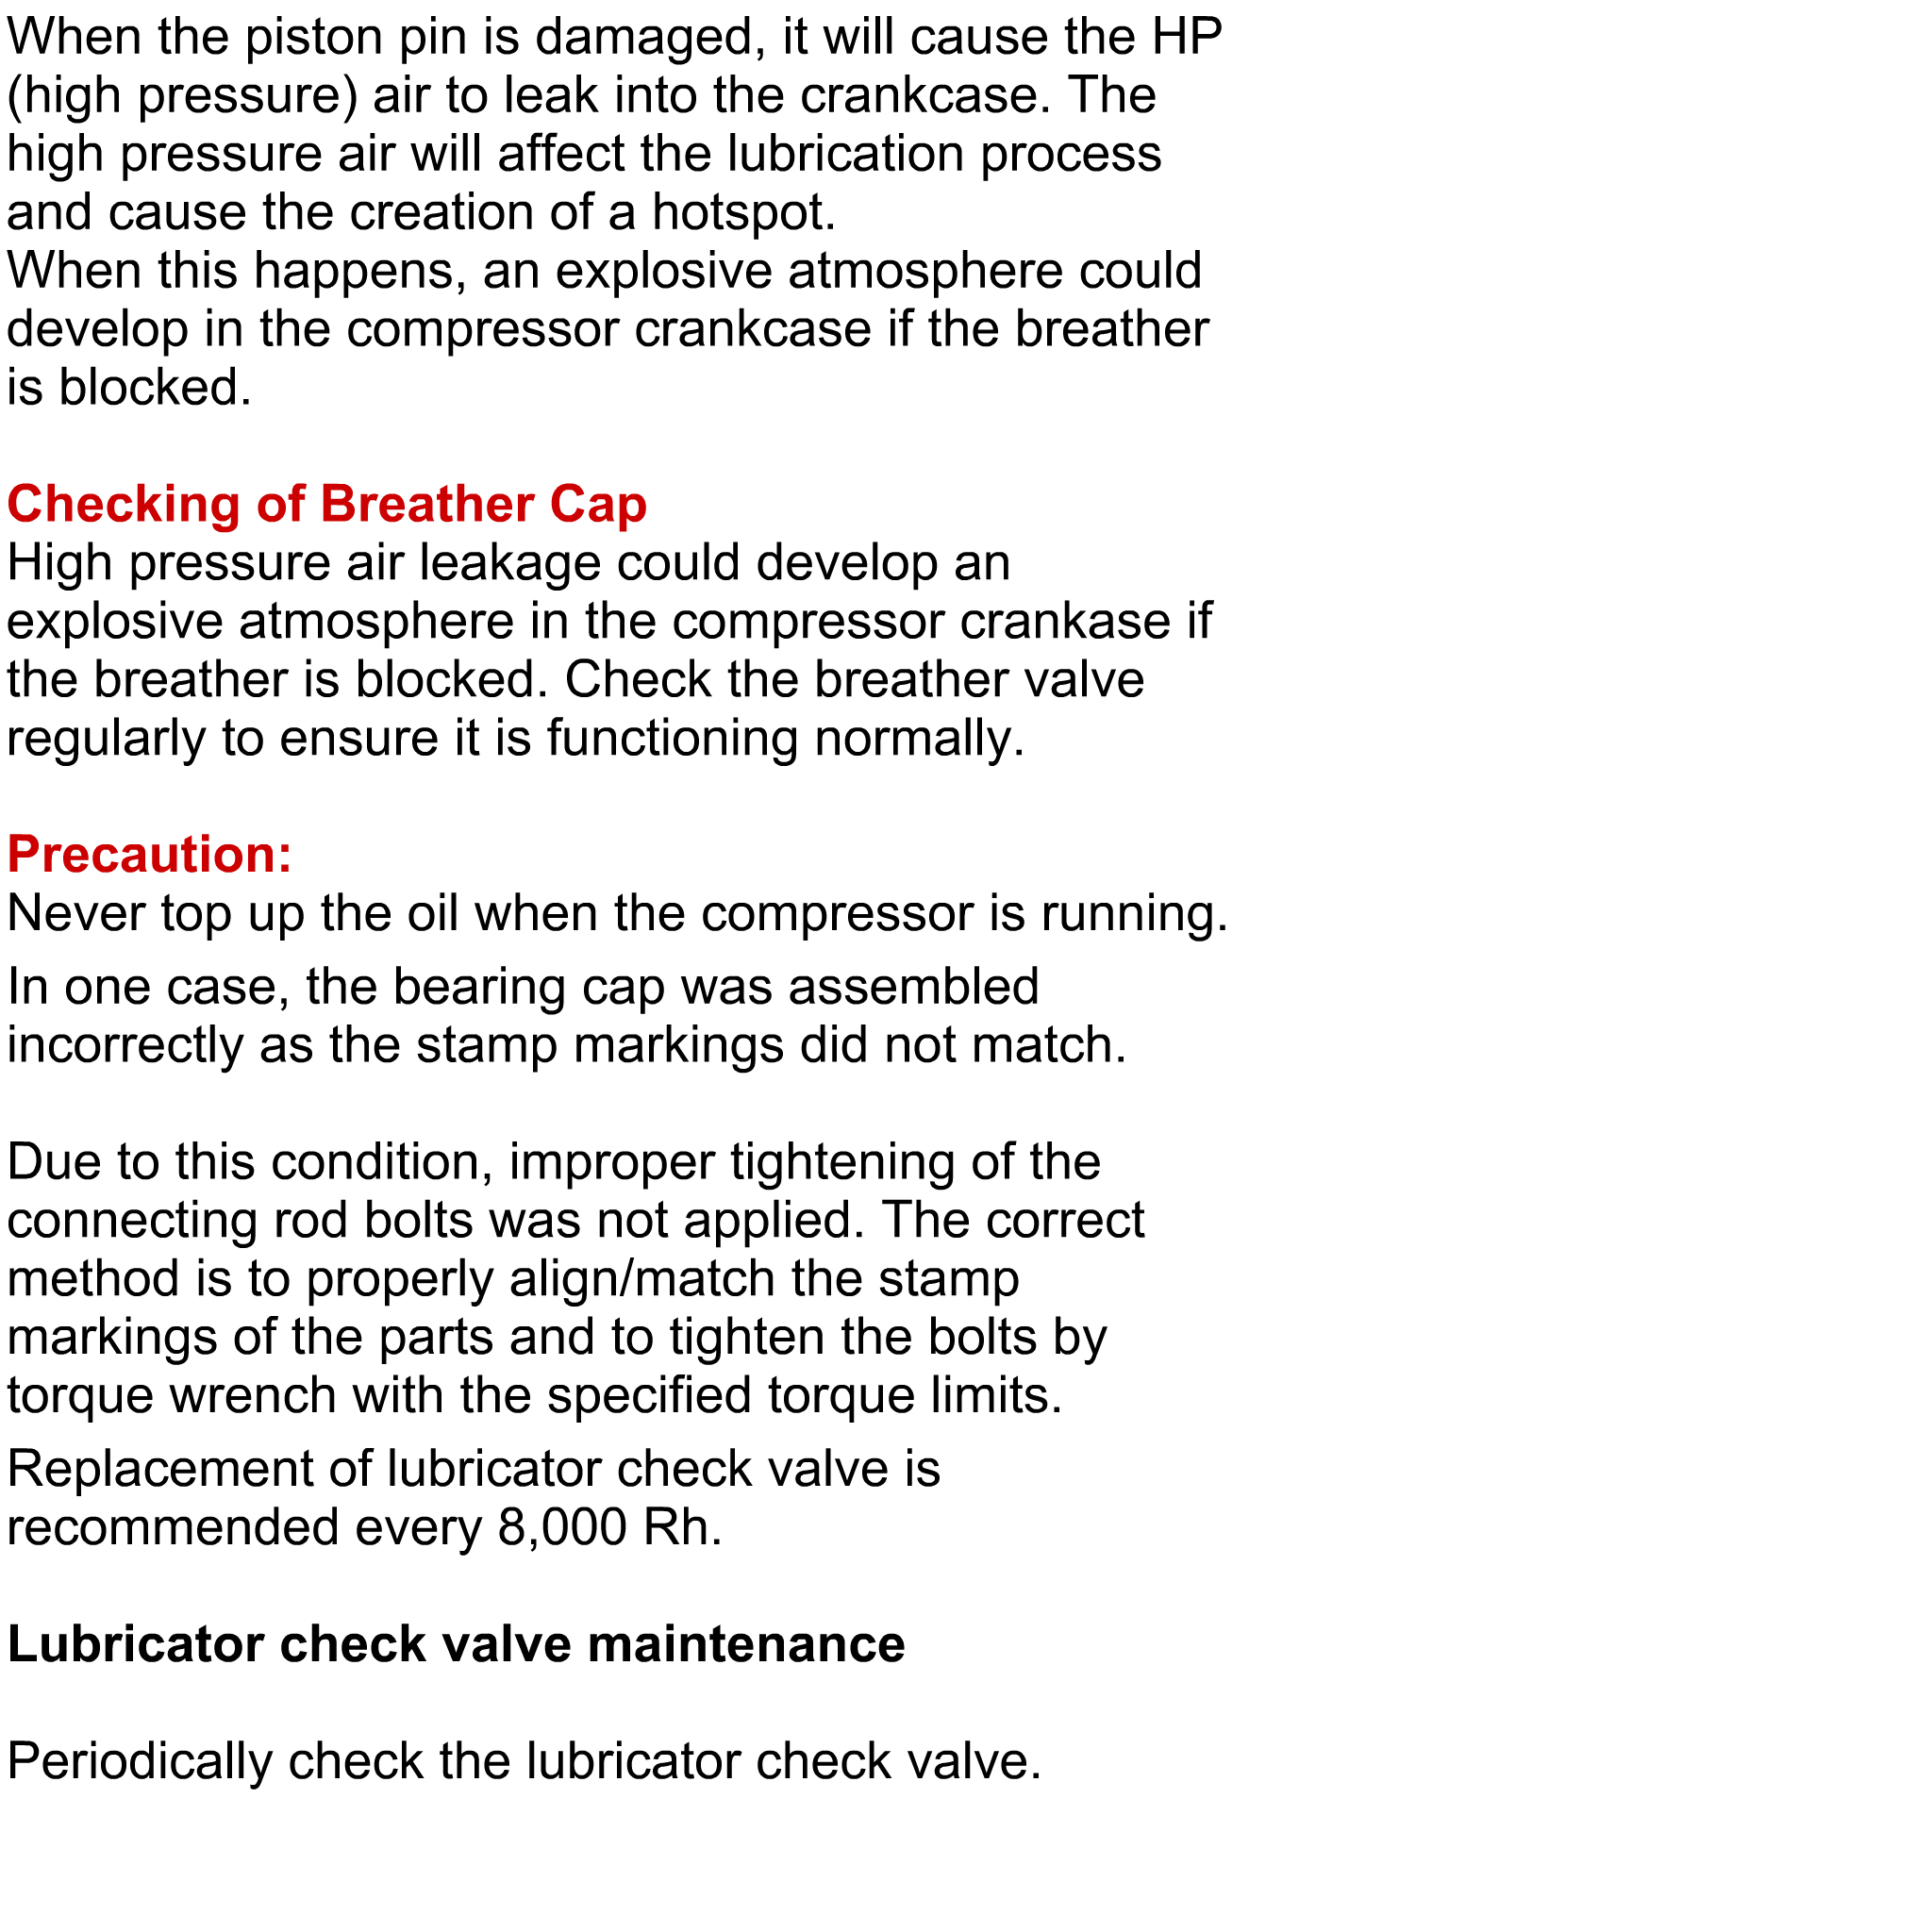 When the piston pin is damaged, it will cause the HP
(high pressure) air to leak into the crankcase. The
high pressure air will affect the lubrication process
and cause the creation of a hotspot.
When this happens, an explosive atmosphere could
develop in the compressor crankcase if the breather
is blocked.
Checking of Breather Cap
High pressure air leakage could develop an
explosive atmosphere in the compressor crankase if
the breather is blocked. Check the breather valve
regularly to ensure it is functioning normally.
Precaution:
Never top up the oil when the compressor is running.
In one case, the bearing cap was assembled
incorrectly as the stamp markings did not match.
Due to this condition, improper tightening of the
connecting rod bolts was not applied. The correct
method is to properly align/match the stamp
markings of the parts and to tighten the bolts by
torque wrench with the specified torque limits.
Replacement of lubricator check valve is
recommended every 8,000 Rh.
Lubricator check valve maintenance
Periodically check the lubricator check valve.